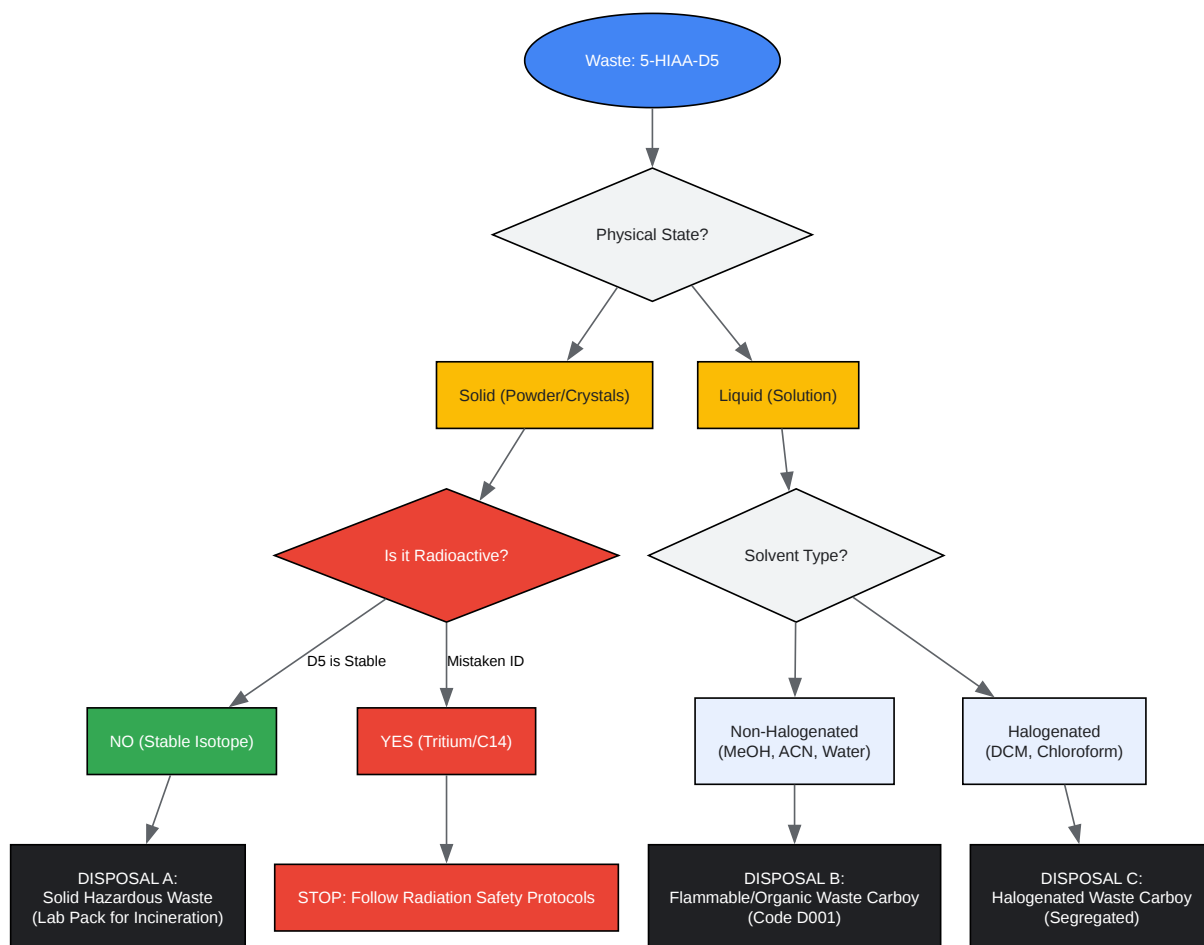 Waste: 5-HIAA-D5
Physical State?
Solid (Powder/Crystals)
Liquid (Solution)
Is it Radioactive?
Solvent Type?
D5 is Stable
Mistaken ID
NO (Stable Isotope)
YES (Tritium/C14)
Non-Halogenated
(MeOH, ACN, Water)
Halogenated
(DCM, Chloroform)
DISPOSAL A:
Solid Hazardous Waste
(Lab Pack for Incineration)
STOP: Follow Radiation Safety Protocols
DISPOSAL B:
Flammable/Organic Waste Carboy
(Code D001)
DISPOSAL C:
Halogenated Waste Carboy
(Segregated)